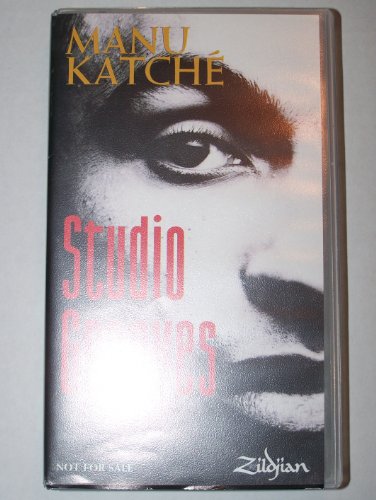 MANU
KATCHÉ
Studio
Grooves
NOT FOR SALE
Zildjian